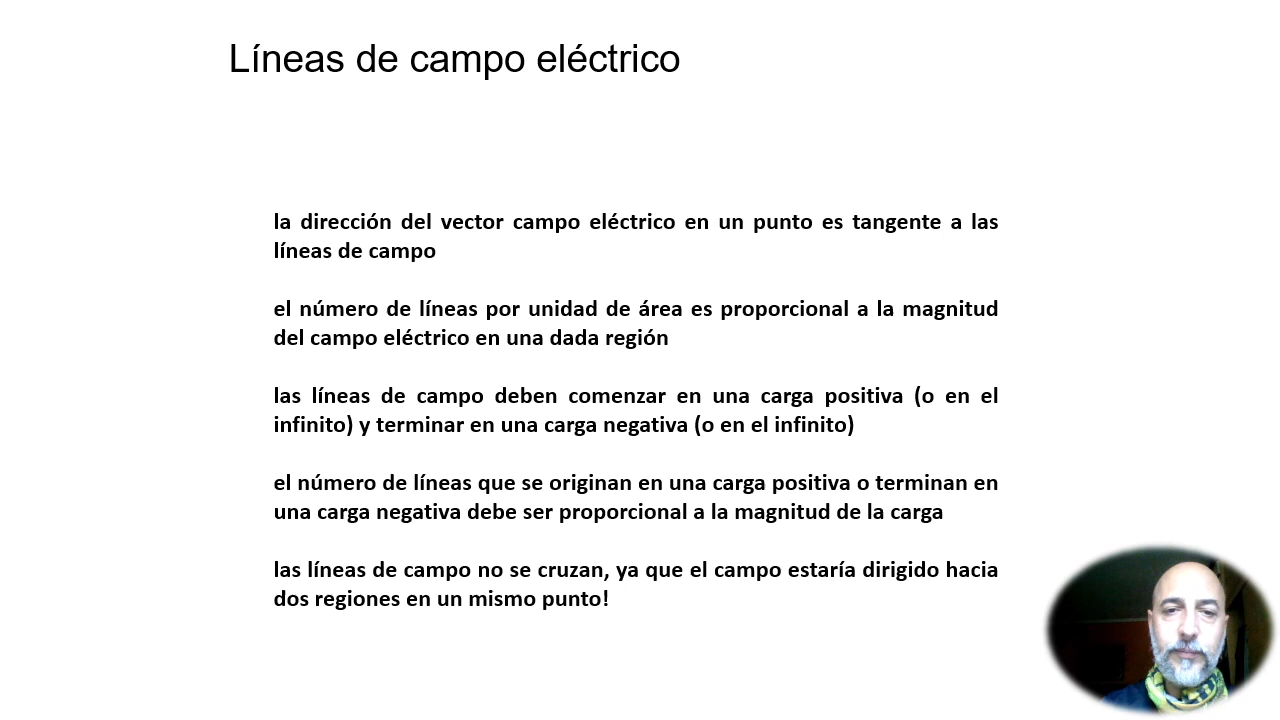 Líneas de campo eléctrico
la dirección del vector campo eléctrico en un punto es tangente a las
líneas de campo
el número de líneas por unidad de área es proporcional a la magnitud
del campo eléctrico en una dada región
las líneas de campo deben comenzar en una carga positiva (o en el
infinito) y terminar en una carga negativa (o en el infinito)
el número de líneas que se originan en una carga positiva o terminan en
una carga negativa debe ser proporcional a la magnitud de la carga
las líneas de campo no se cruzan, ya que el campo estaría dirigido hacia
dos regiones en un mismo punto!